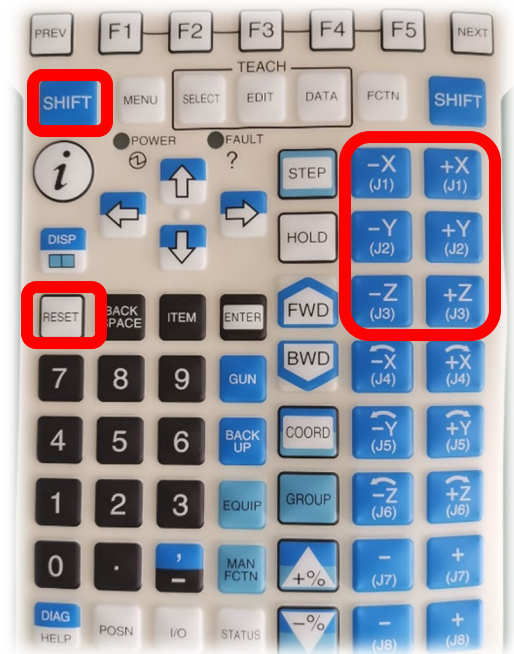 PREV F1 F2 F3 F4 F5 NEXT
TEACH
SHIFT MENU SELECT EDIT DATA FCTN SHIFT
POWER FAULT
i ? STEP -X (J1) +X (J1)
DISP HOLD -Y (J2) +Y (J2)
RESET BACK SPACE ITEM ENTER FWD -Z (J3) +Z (J3)
7 8 9 GUN BWD -X (J4) +X (J4)
4 5 6 BACK UP COORD -Y (J5) +Y (J5)
1 2 3 EQUIP GROUP -Z (J6) +Z (J6)
0 . , - MAN FCTN +% - (J7) + (J7)
DIAG HELP POSN I/O STATUS -% - (J8) + (J8)